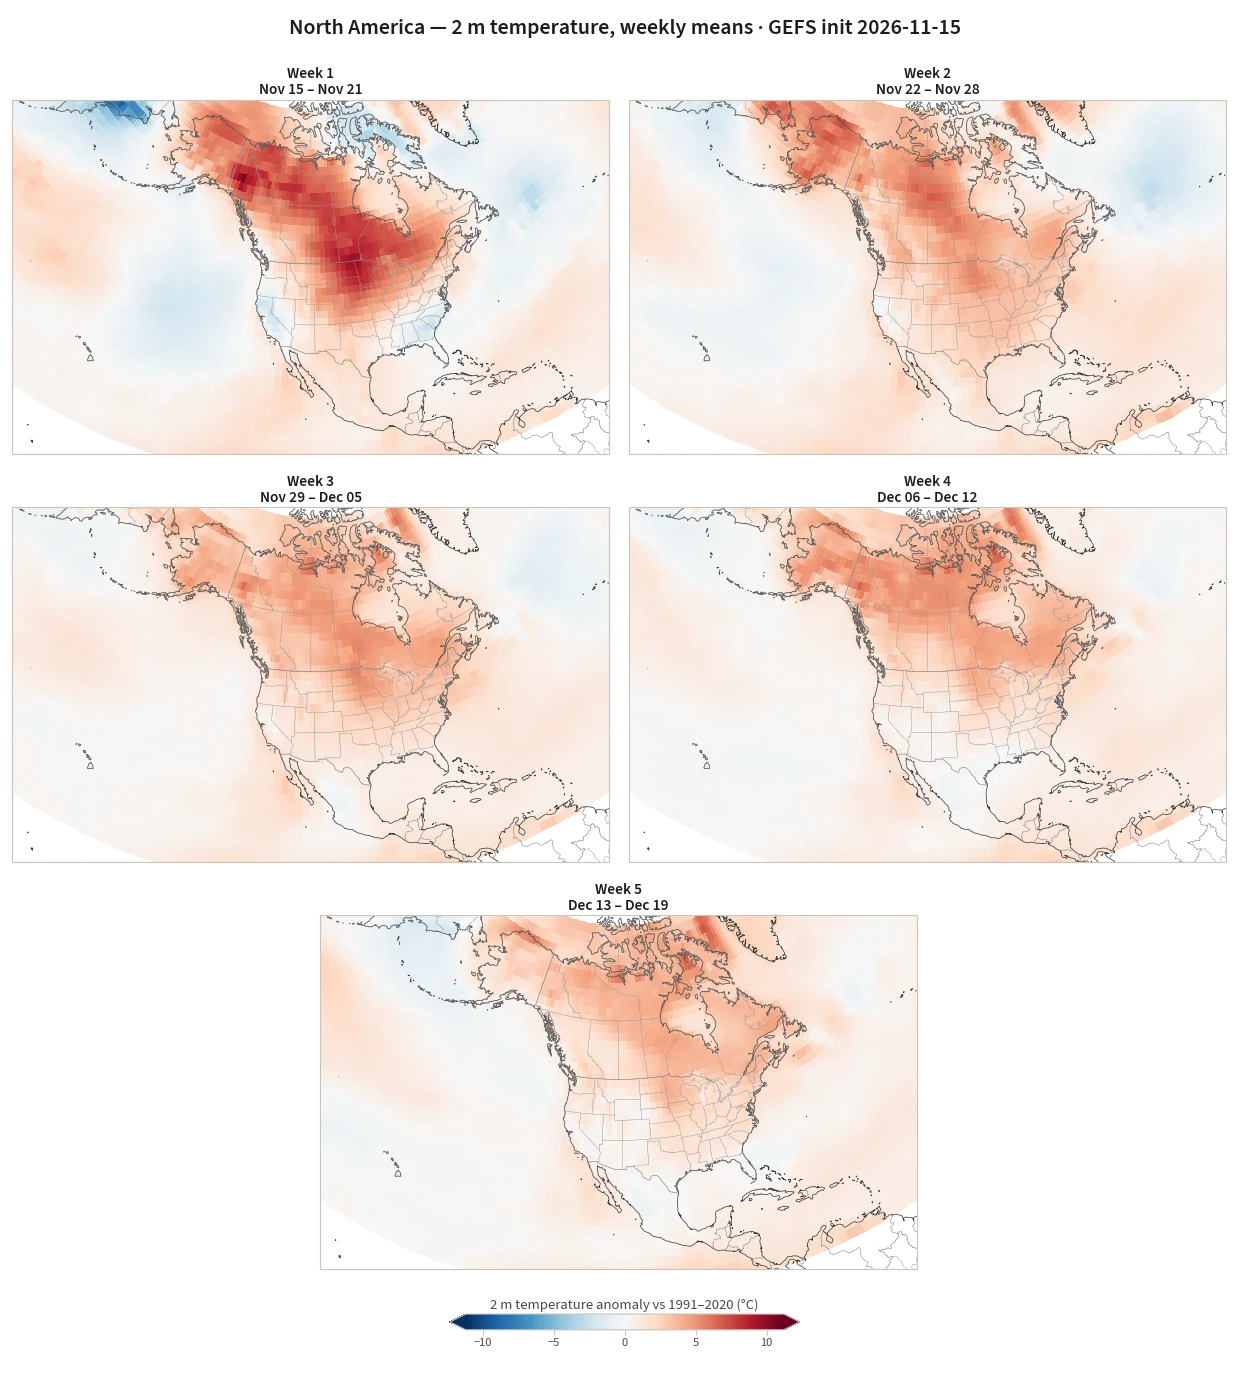 North America — 2 m temperature, weekly means · GEFS init 2026-11-15
Week 1
Nov 15 – Nov 21
Week 2
Nov 22 – Nov 28
Week 3
Nov 29 – Dec 05
Week 4
Dec 06 – Dec 12
Week 5
Dec 13 – Dec 19
2 m temperature anomaly vs 1991–2020 (°C)
−10 −5 0 5 10